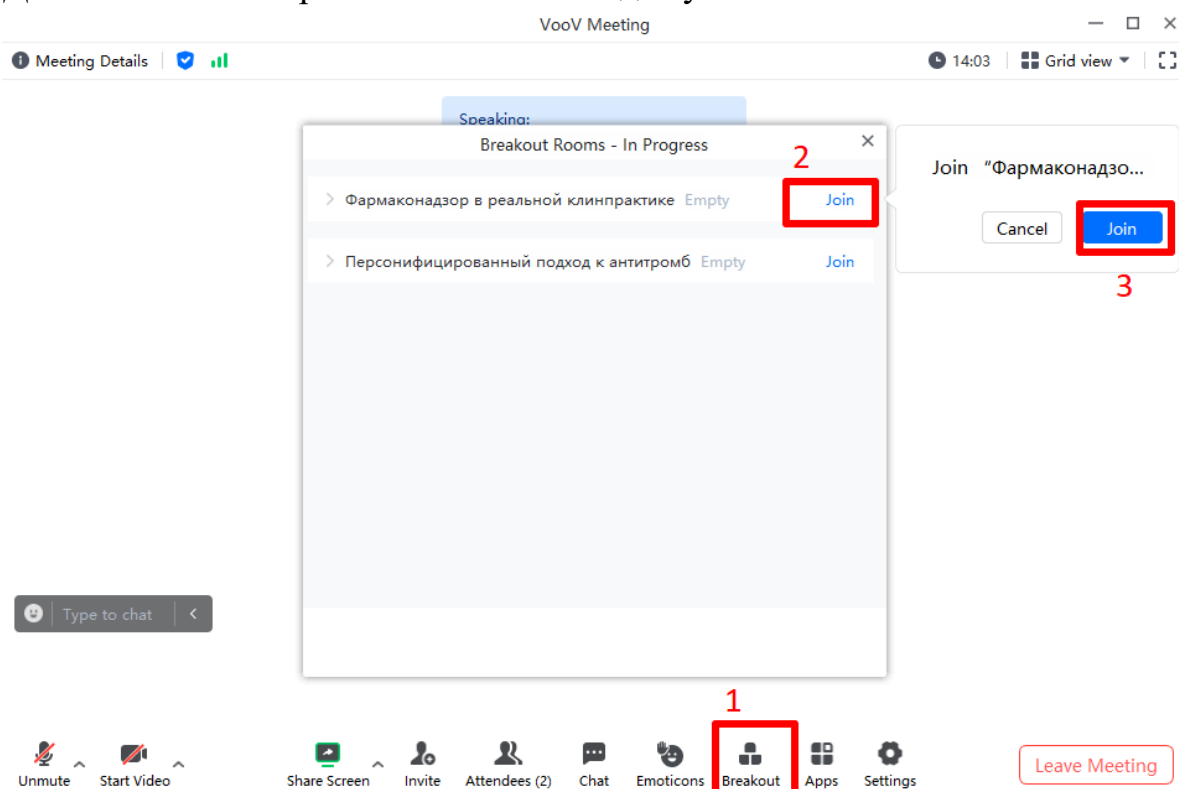 VooV Meeting
Meeting Details
14:03 Grid view
Speaking:
Breakout Rooms - In Progress
2
Фармаконадзор в реальной клинпрактике Empty Join
Персонифицированный подход к антитромб Empty Join
Join “Фармаконадзо...
Cancel Join
3
Type to chat
1
Unmute Start Video Share Screen Invite Attendees (2) Chat Emoticons Breakout Apps Settings
Leave Meeting